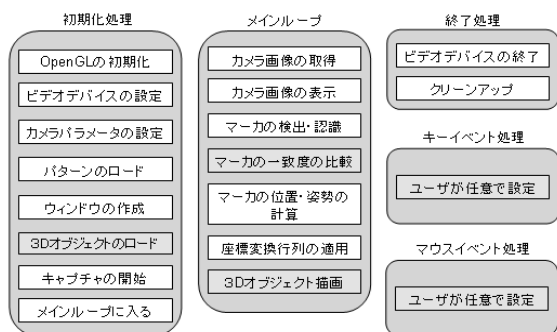 初期化処理
OpenGLの初期化
ビデオデバイスの設定
カメラパラメータの設定
パターンのロード
ウィンドウの作成
3Dオブジェクトのロード
キャプチャの開始
メインループに入る
メインループ
カメラ画像の取得
カメラ画像の表示
マーカの検出・認識
マーカの一致度の比較
マーカの位置・姿勢の
計算
座標変換行列の適用
3Dオブジェクト描画
終了処理
ビデオデバイスの終了
クリーンアップ
キーイベント処理
ユーザが任意で設定
マウスイベント処理
ユーザが任意で設定